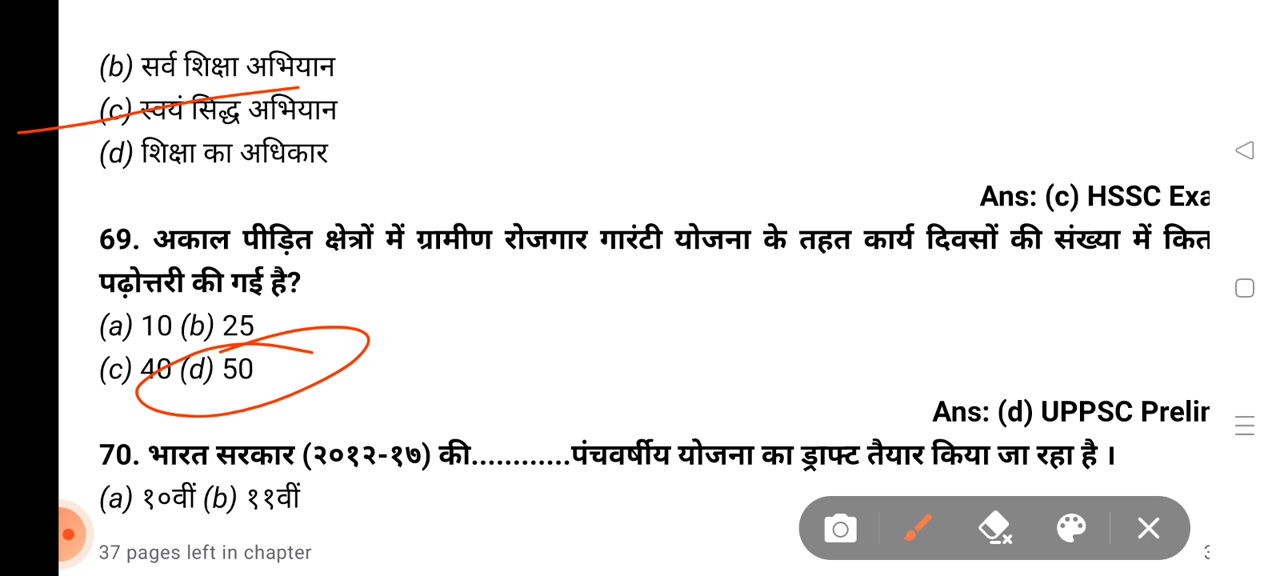 (b) सर्व शिक्षा अभियान
(c) स्वयं सिद्ध अभियान
(d) शिक्षा का अधिकार
Ans: (c) HSSC Exa
69. अकाल पीड़ित क्षेत्रों में ग्रामीण रोजगार गारंटी योजना के तहत कार्य दिवसों की संख्या में कित
पढ़ोत्तरी की गई है?
(a) 10 (b) 25
(c) 40 (d) 50
Ans: (d) UPPSC Prelir
70. भारत सरकार (२०१२-१७) की............पंचवर्षीय योजना का ड्राफ्ट तैयार किया जा रहा है ।
(a) १०वीं (b) ११वीं
37 pages left in chapter